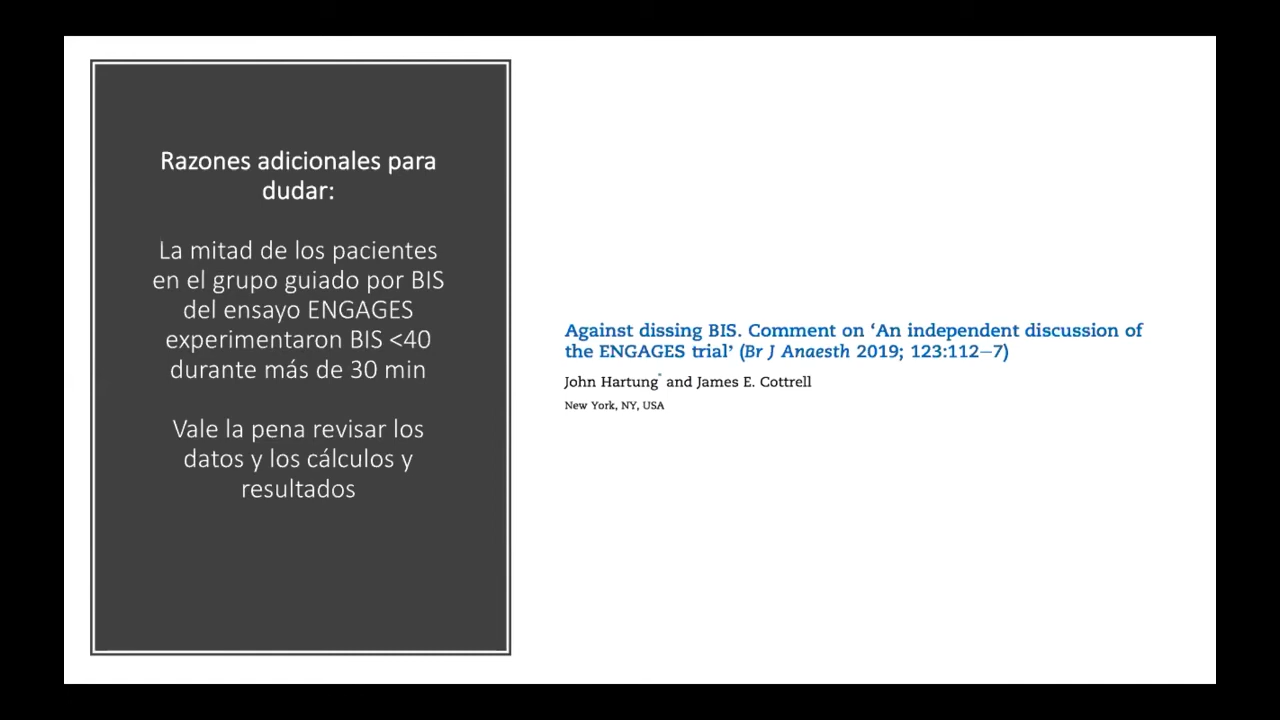 Razones adicionales para
dudar:
La mitad de los pacientes
en el grupo guiado por BIS
del ensayo ENGAGES
experimentaron BIS <40
durante más de 30 min
Vale la pena revisar los
datos y los cálculos y
resultados
Against dissing BIS. Comment on ‘An independent discussion of
the ENGAGES trial’ (Br J Anaesth 2019; 123:112–7)
John Hartung* and James E. Cottrell
New York, NY, USA